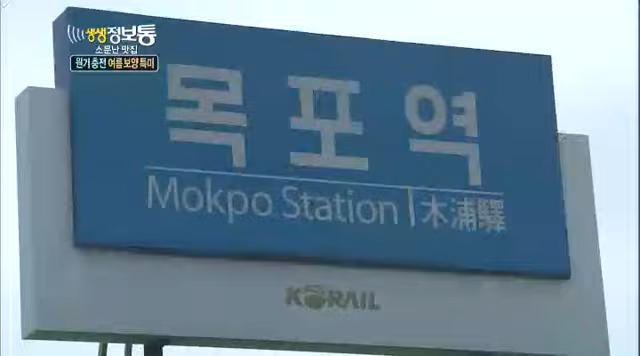 생생정보통
소문난 맛집
원기 충전 여름 보양 특미
목포역
Mokpo Station | 木浦驛
KORAIL